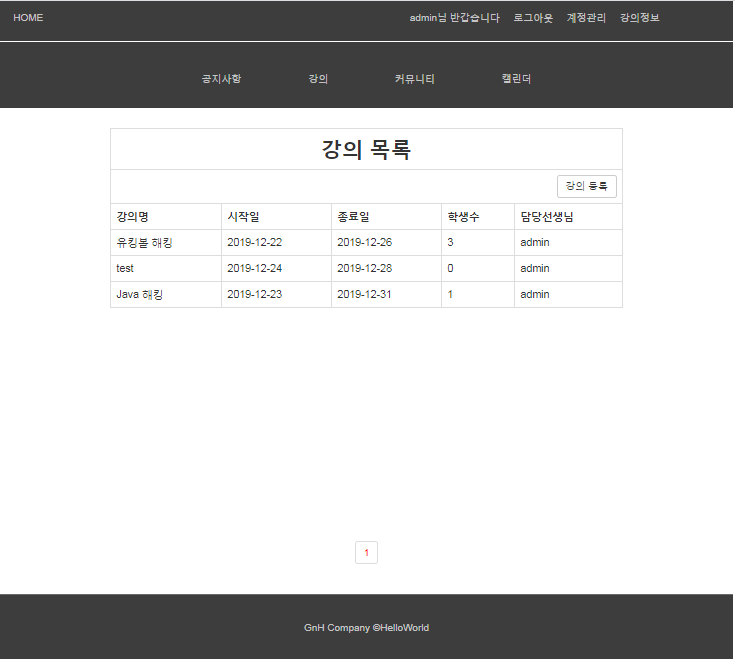 HOME admin님 반갑습니다 로그아웃 계정관리 강의정보
공지사항 강의 커뮤니티 캘린더
강의 목록
강의 등록
강의명 시작일 종료일 학생수 담당선생님
유킹볼 해킹 2019-12-22 2019-12-26 3 admin
test 2019-12-24 2019-12-28 0 admin
Java 해킹 2019-12-23 2019-12-31 1 admin
1
GnH Company ©HelloWorld